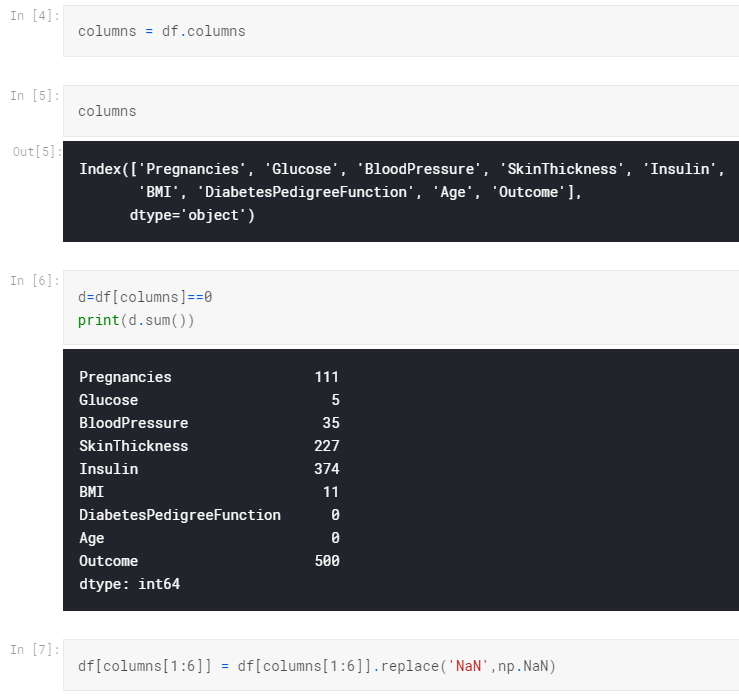 In [4]:
columns = df.columns
In [5]:
columns
Out[5]:
Index(['Pregnancies', 'Glucose', 'BloodPressure', 'SkinThickness', 'Insulin',
       'BMI', 'DiabetesPedigreeFunction', 'Age', 'Outcome'],
      dtype='object')
In [6]:
d=df[columns]==0
print(d.sum())
Pregnancies                 111
Glucose                       5
BloodPressure                35
SkinThickness               227
Insulin                     374
BMI                          11
DiabetesPedigreeFunction      0
Age                           0
Outcome                     500
dtype: int64
In [7]:
df[columns[1:6]] = df[columns[1:6]].replace('NaN',np.NaN)